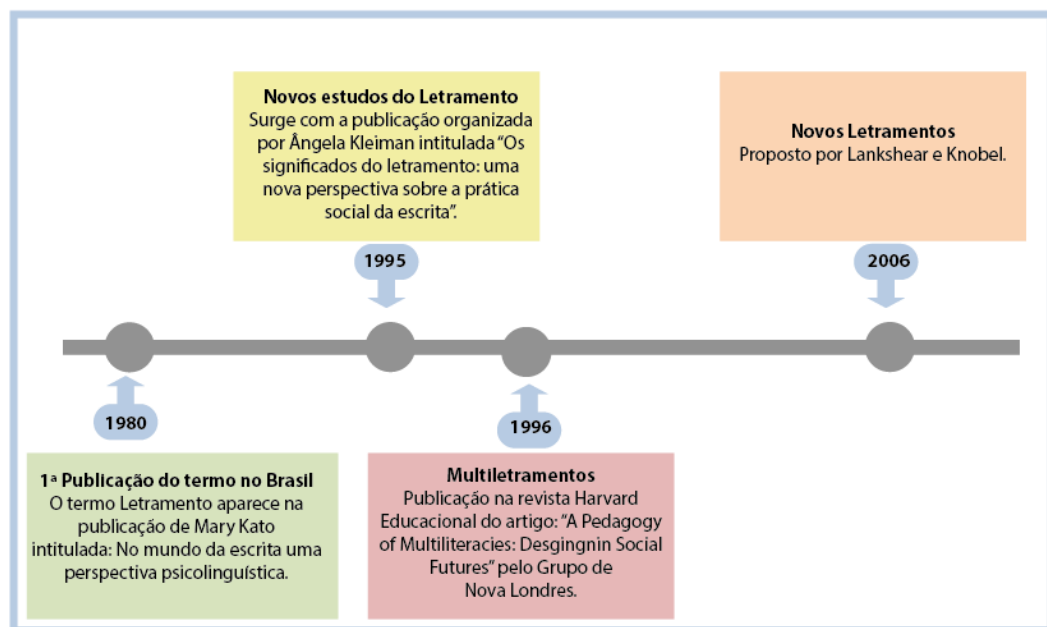 Novos estudos do Letramento
Surge com a publicação organizada
por Ângela Kleiman intitulada “Os
significados do letramento: uma
nova perspectiva sobre a prática
social da escrita”.
1995
Novos Letramentos
Proposto por Lankshear e Knobel.
2006
1980
1ª Publicação do termo no Brasil
O termo Letramento aparece na
publicação de Mary Kato
intitulada: No mundo da escrita uma
perspectiva psicolinguística.
1996
Multiletramentos
Publicação na revista Harvard
Educacional do artigo: “A Pedagogy
of Multiliteracies: Desgingnin Social
Futures” pelo Grupo de
Nova Londres.